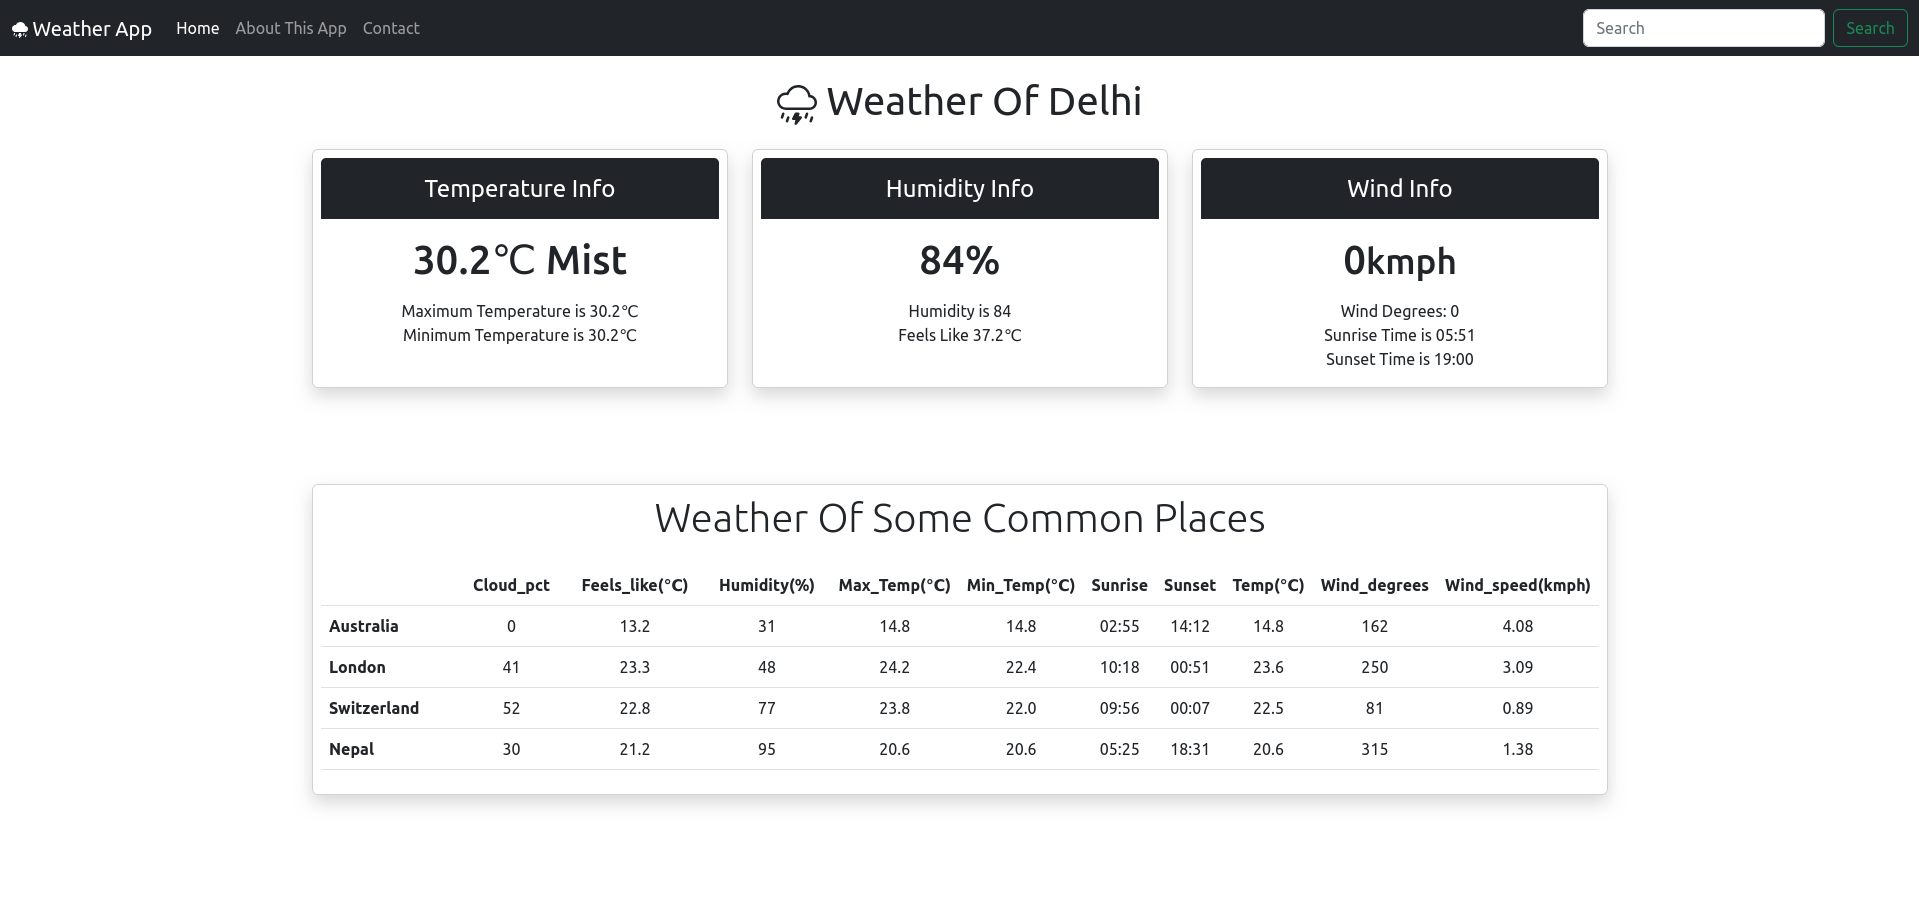 Weather App Home About This App Contact Search Search
Weather Of Delhi
Temperature Info
30.2°C Mist
Maximum Temperature is 30.2°C
Minimum Temperature is 30.2°C
Humidity Info
84%
Humidity is 84
Feels Like 37.2°C
Wind Info
0kmph
Wind Degrees: 0
Sunrise Time is 05:51
Sunset Time is 19:00
Weather Of Some Common Places
Cloud_pct Feels_like(°C) Humidity(%) Max_Temp(°C) Min_Temp(°C) Sunrise Sunset Temp(°C) Wind_degrees Wind_speed(kmph)
Australia 0 13.2 31 14.8 14.8 02:55 14:12 14.8 162 4.08
London 41 23.3 48 24.2 22.4 10:18 00:51 23.6 250 3.09
Switzerland 52 22.8 77 23.8 22.0 09:56 00:07 22.5 81 0.89
Nepal 30 21.2 95 20.6 20.6 05:25 18:31 20.6 315 1.38